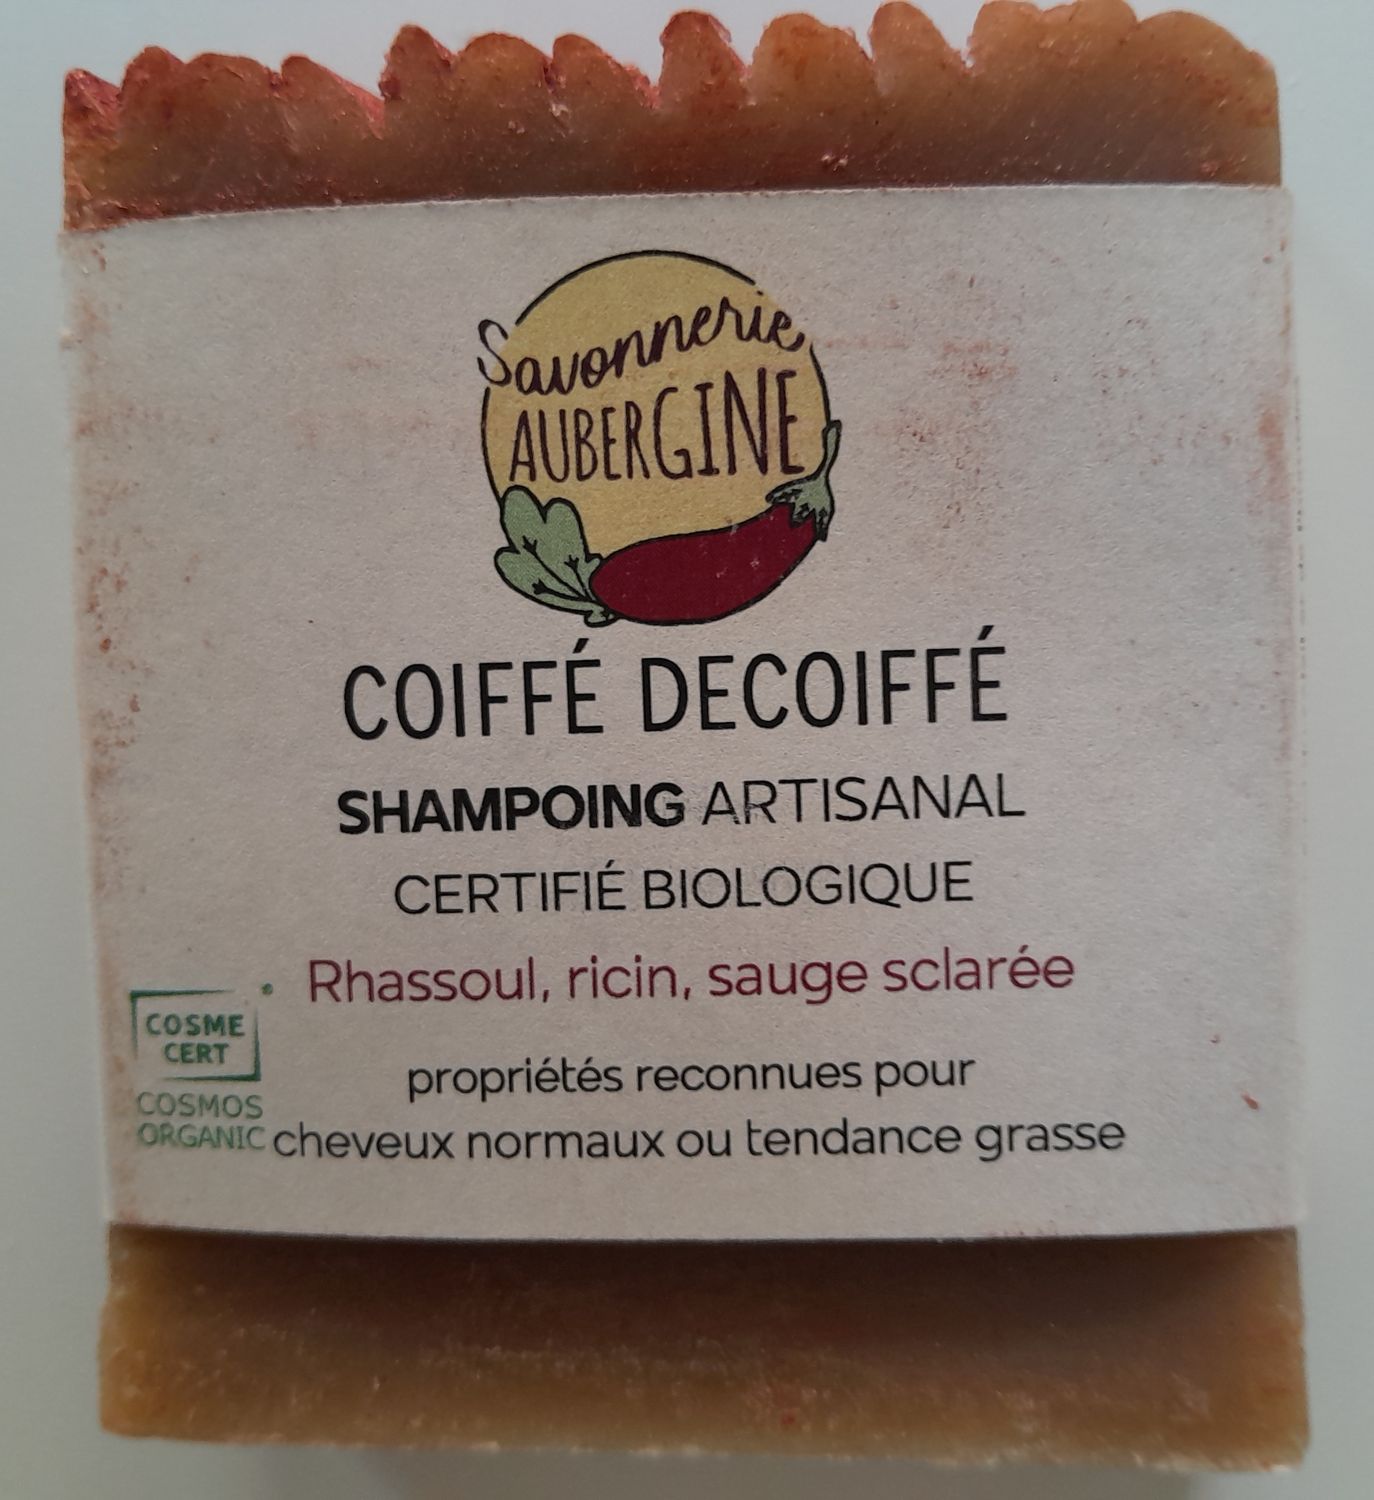 Savonnerie
AUBERGINE
COIFFÉ DECOIFFÉ
SHAMPOING ARTISANAL
CERTIFIÉ BIOLOGIQUE
Rhassoul, ricin, sauge sclarée
COSME
CERT
COSMOS
ORGANIC
propriétés reconnues pour
cheveux normaux ou tendance grasse